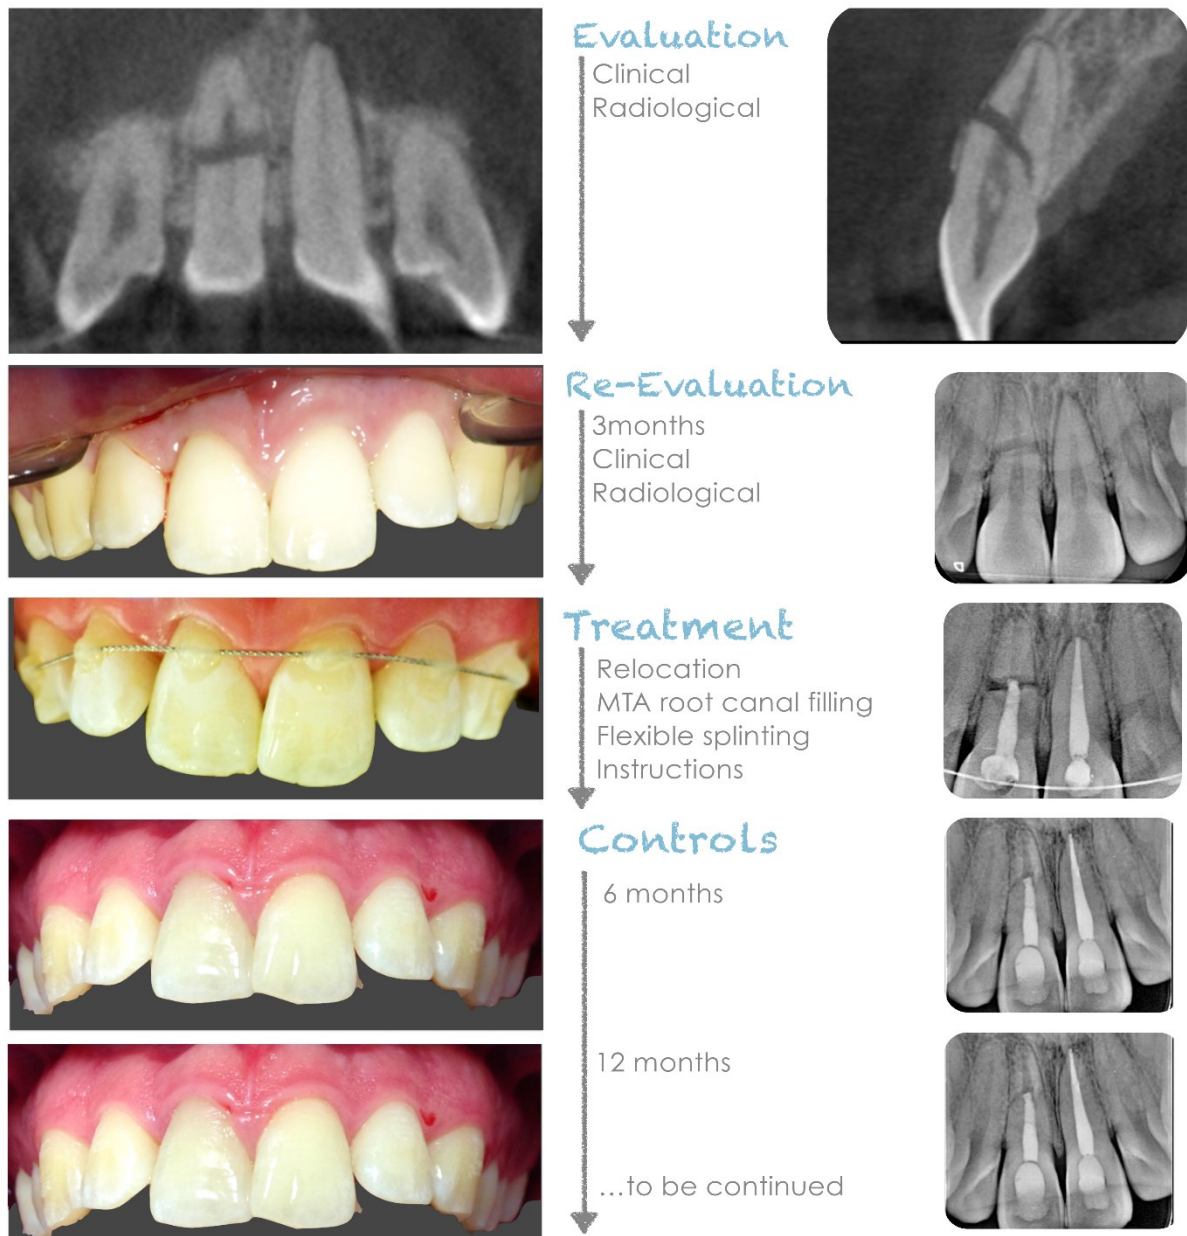 Evaluation
Clinical
Radiological
Re-Evaluation
3months
Clinical
Radiological
Treatment
Relocation
MTA root canal filling
Flexible splinting
Instructions
Controls
6 months
12 months
...to be continued